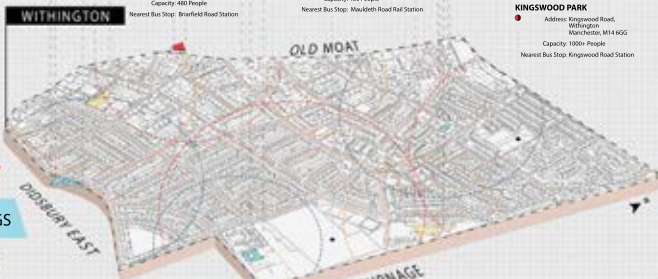 WITHINGTON
Capacity: 480 People
Nearest Bus Stop: Briarfield Road Station
Nearest Bus Stop: Mauldeth Road Rail Station
KINGSWOOD PARK
Address: Kingswood Road,
Withington
Manchester, M14 6GG
Capacity: 1000+ People
Nearest Bus Stop: Kingswood Road Station
OLD MOAT
DIDSBURY EAST
GS